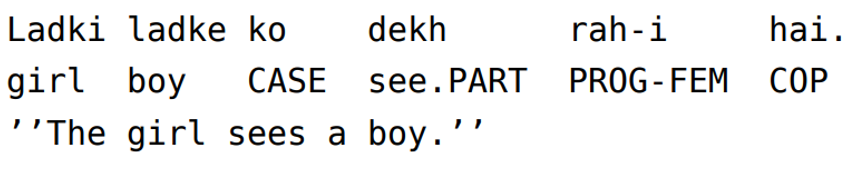 Ladki ladke ko dekh rah-i hai.
girl boy CASE see.PART PROG-FEM COP
’’The girl sees a boy.’’